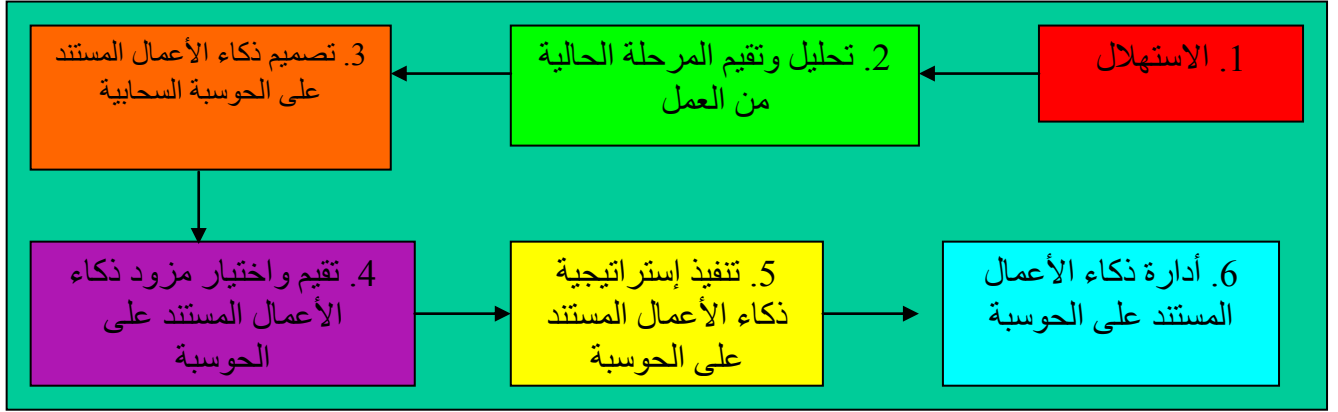 1. الاستهلال
2. تحليل وتقيم المرحلة الحالية
من العمل
3. تصميم ذكاء الأعمال المستند
على الحوسبة السحابية
4. تقيم واختيار مزود ذكاء
الأعمال المستند على
الحوسبة
5. تنفيذ إستراتيجية
ذكاء الأعمال المستند
على الحوسبة
6. أدارة ذكاء الأعمال
المستند على الحوسبة